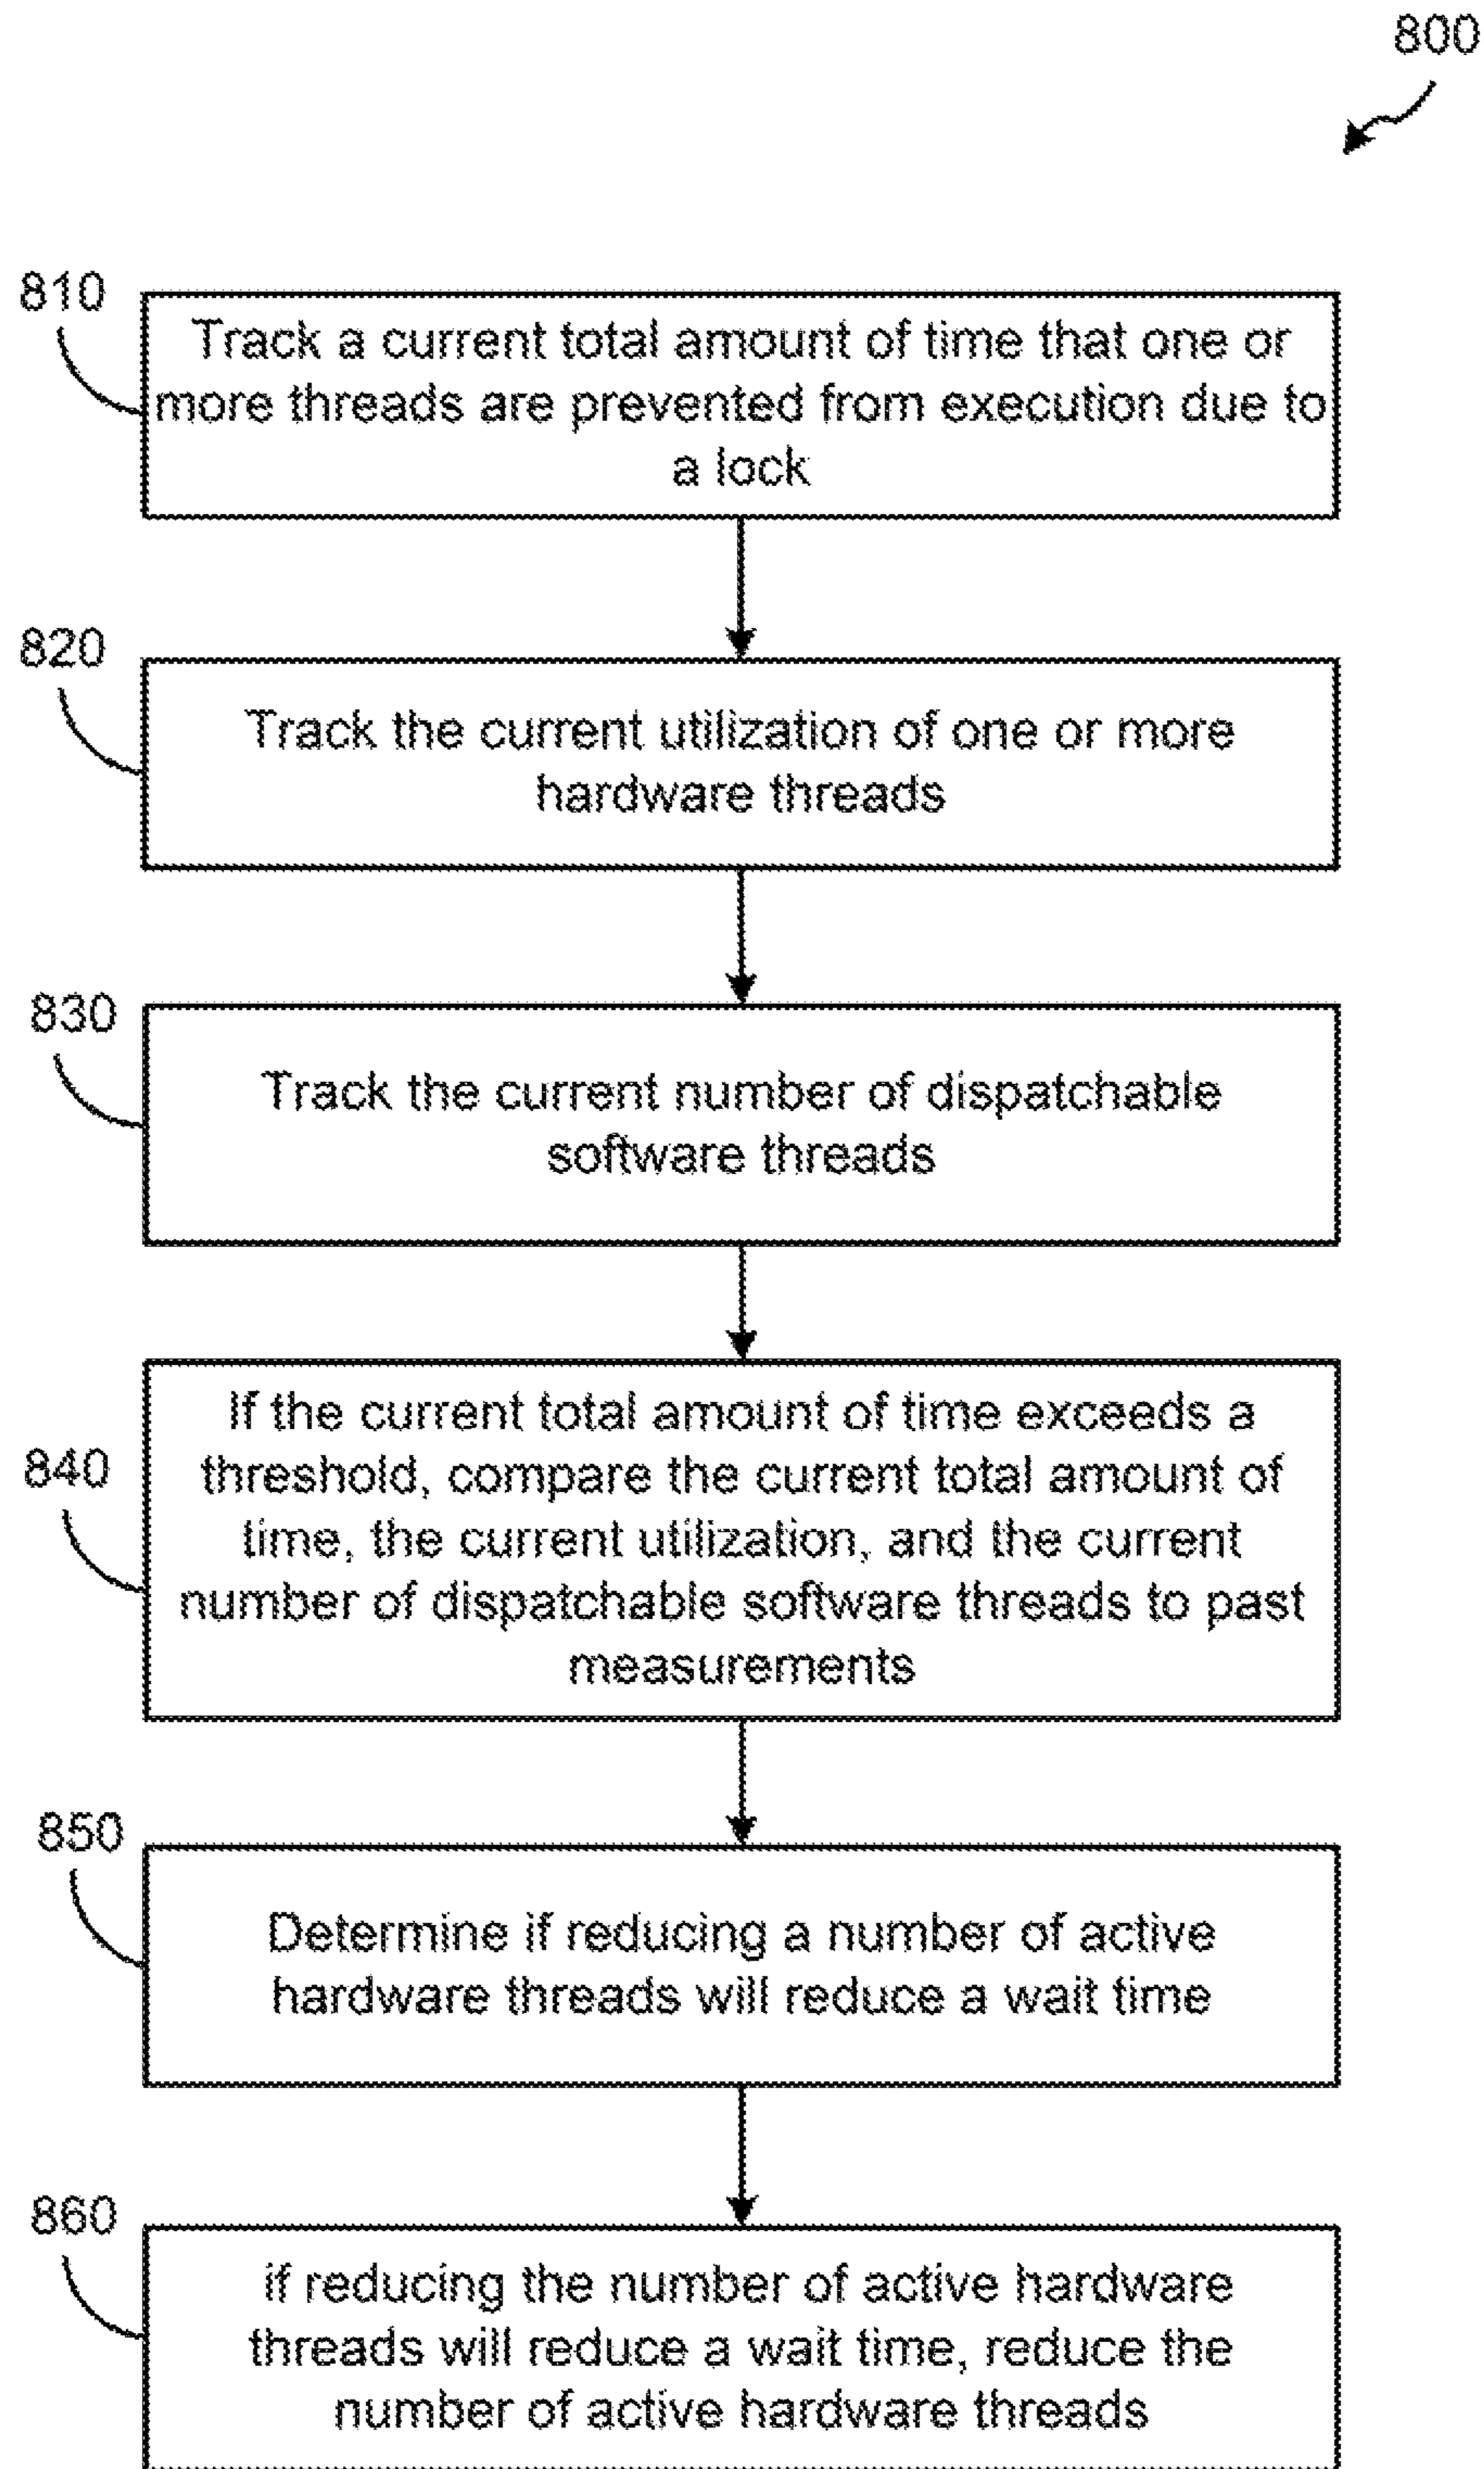 800
810
Track a current total amount of time that one or
more threads are prevented from execution due to
a lock
820
Track the current utilization of one or more
hardware threads
830
Track the current number of dispatchable
software threads
840
If the current total amount of time exceeds a
threshold, compare the current total amount of
time, the current utilization, and the current
number of dispatchable software threads to past
measurements
850
Determine if reducing a number of active
hardware threads will reduce a wait time
860
if reducing the number of active hardware
threads will reduce a wait time, reduce the
number of active hardware threads